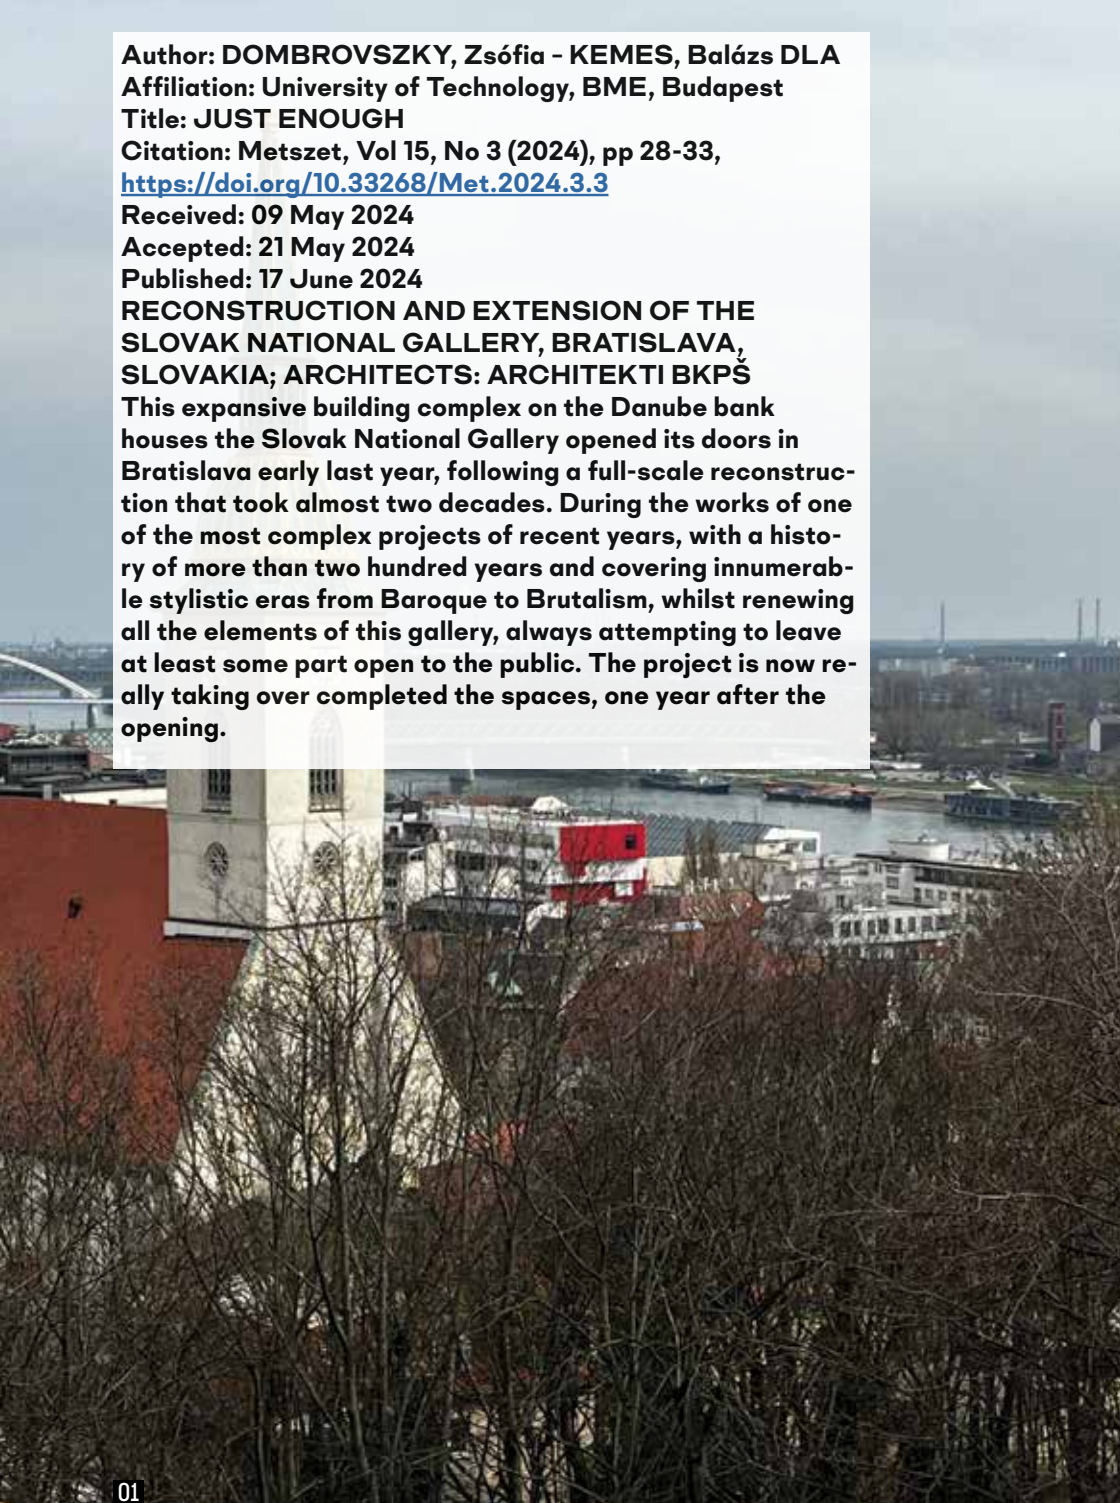 Author: DOMBROVSZKY, Zsófia – KEMES, Balázs DLA
Affiliation: University of Technology, BME, Budapest
Title: JUST ENOUGH
Citation: Metszet, Vol 15, No 3 (2024), pp 28-33,
https://doi.org/10.33268/Met.2024.3.3
Received: 09 May 2024
Accepted: 21 May 2024
Published: 17 June 2024
RECONSTRUCTION AND EXTENSION OF THE
SLOVAK NATIONAL GALLERY, BRATISLAVA,
SLOVAKIA; ARCHITECTS: ARCHITEKTI BKPŠ
This expansive building complex on the Danube bank
houses the Slovak National Gallery opened its doors in
Bratislava early last year, following a full-scale reconstruc-
tion that took almost two decades. During the works of one
of the most complex projects of recent years, with a histo-
ry of more than two hundred years and covering innumerab-
le stylistic eras from Baroque to Brutalism, whilst renewing
all the elements of this gallery, always attempting to leave
at least some part open to the public. The project is now re-
ally taking over completed the spaces, one year after the
opening.
01